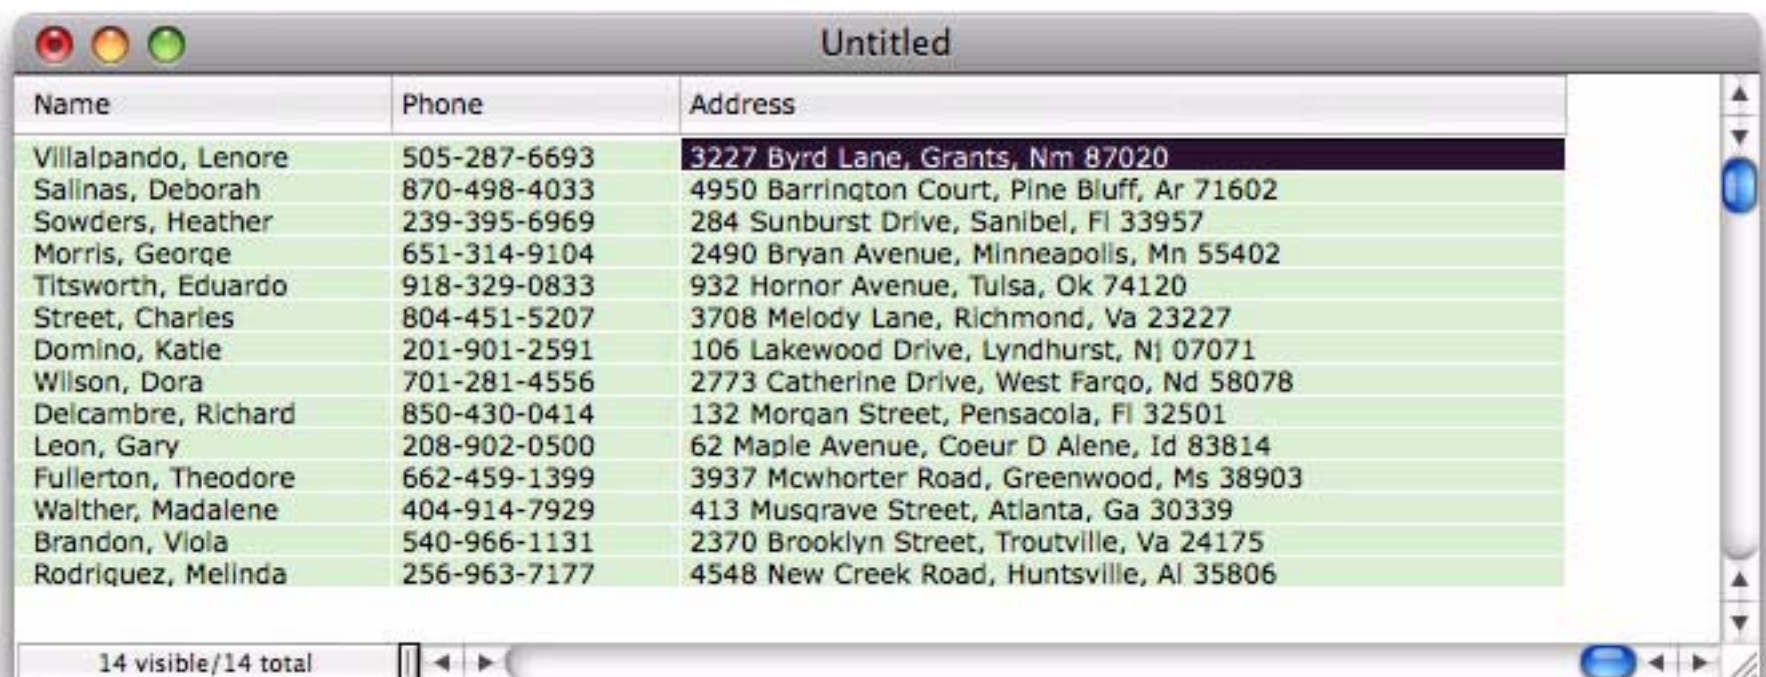 Untitled
Name Phone Address
Villalpando, Lenore 505-287-6693 3227 Byrd Lane, Grants, Nm 87020
Salinas, Deborah 870-498-4033 4950 Barrington Court, Pine Bluff, Ar 71602
Sowders, Heather 239-395-6969 284 Sunburst Drive, Sanibel, Fl 33957
Morris, George 651-314-9104 2490 Bryan Avenue, Minneapolis, Mn 55402
Titsworth, Eduardo 918-329-0833 932 Hornor Avenue, Tulsa, Ok 74120
Street, Charles 804-451-5207 3708 Melody Lane, Richmond, Va 23227
Domino, Katie 201-901-2591 106 Lakewood Drive, Lyndhurst, Nj 07071
Wilson, Dora 701-281-4556 2773 Catherine Drive, West Fargo, Nd 58078
Delcambre, Richard 850-430-0414 132 Morgan Street, Pensacola, Fl 32501
Leon, Gary 208-902-0500 62 Maple Avenue, Coeur D Alene, Id 83814
Fullerton, Theodore 662-459-1399 3937 Mcwhorter Road, Greenwood, Ms 38903
Walther, Madalene 404-914-7929 413 Musgrave Street, Atlanta, Ga 30339
Brandon, Viola 540-966-1131 2370 Brooklyn Street, Troutville, Va 24175
Rodriquez, Melinda 256-963-7177 4548 New Creek Road, Huntsville, Al 35806
14 visible/14 total